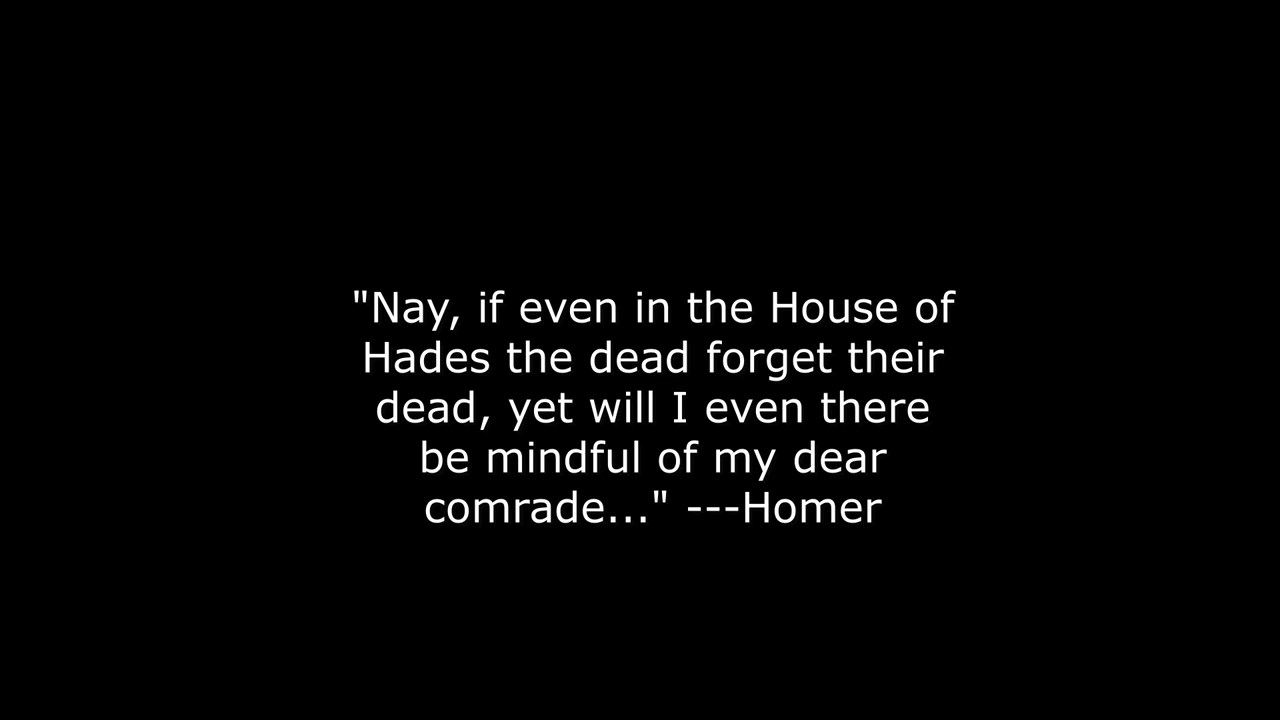 "Nay, if even in the House of
Hades the dead forget their
dead, yet will I even there
be mindful of my dear
comrade..." ---Homer